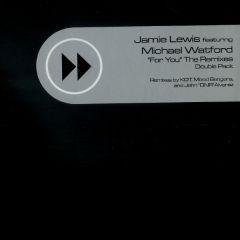 Jamie Lewis featuring
Michael Watford
"For You" The Remixes
Double Pack
Remixes by KOT, Mood Bangers,
and John "DNR" Alvarez